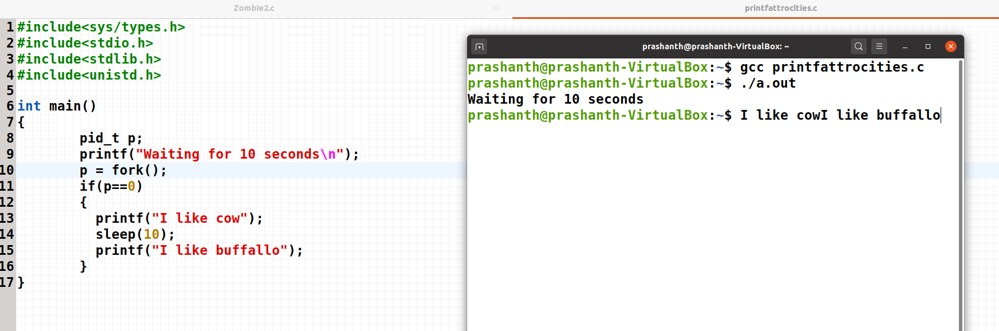 Zombie2.c × printfattrocities.c
1 #include<sys/types.h>
2 #include<stdio.h>
3 #include<stdlib.h>
4 #include<unistd.h>
5
6 int main()
7 {
8 pid_t p;
9 printf("Waiting for 10 seconds\n");
10 p = fork();
11 if(p==0)
12 {
13 printf("I like cow");
14 sleep(10);
15 printf("I like buffallo");
16 }
17 }
prashanth@prashanth-VirtualBox: ~
prashanth@prashanth-VirtualBox:~$ gcc printfattrocities.c
prashanth@prashanth-VirtualBox:~$ ./a.out
Waiting for 10 seconds
prashanth@prashanth-VirtualBox:~$ I like cowI like buffallo